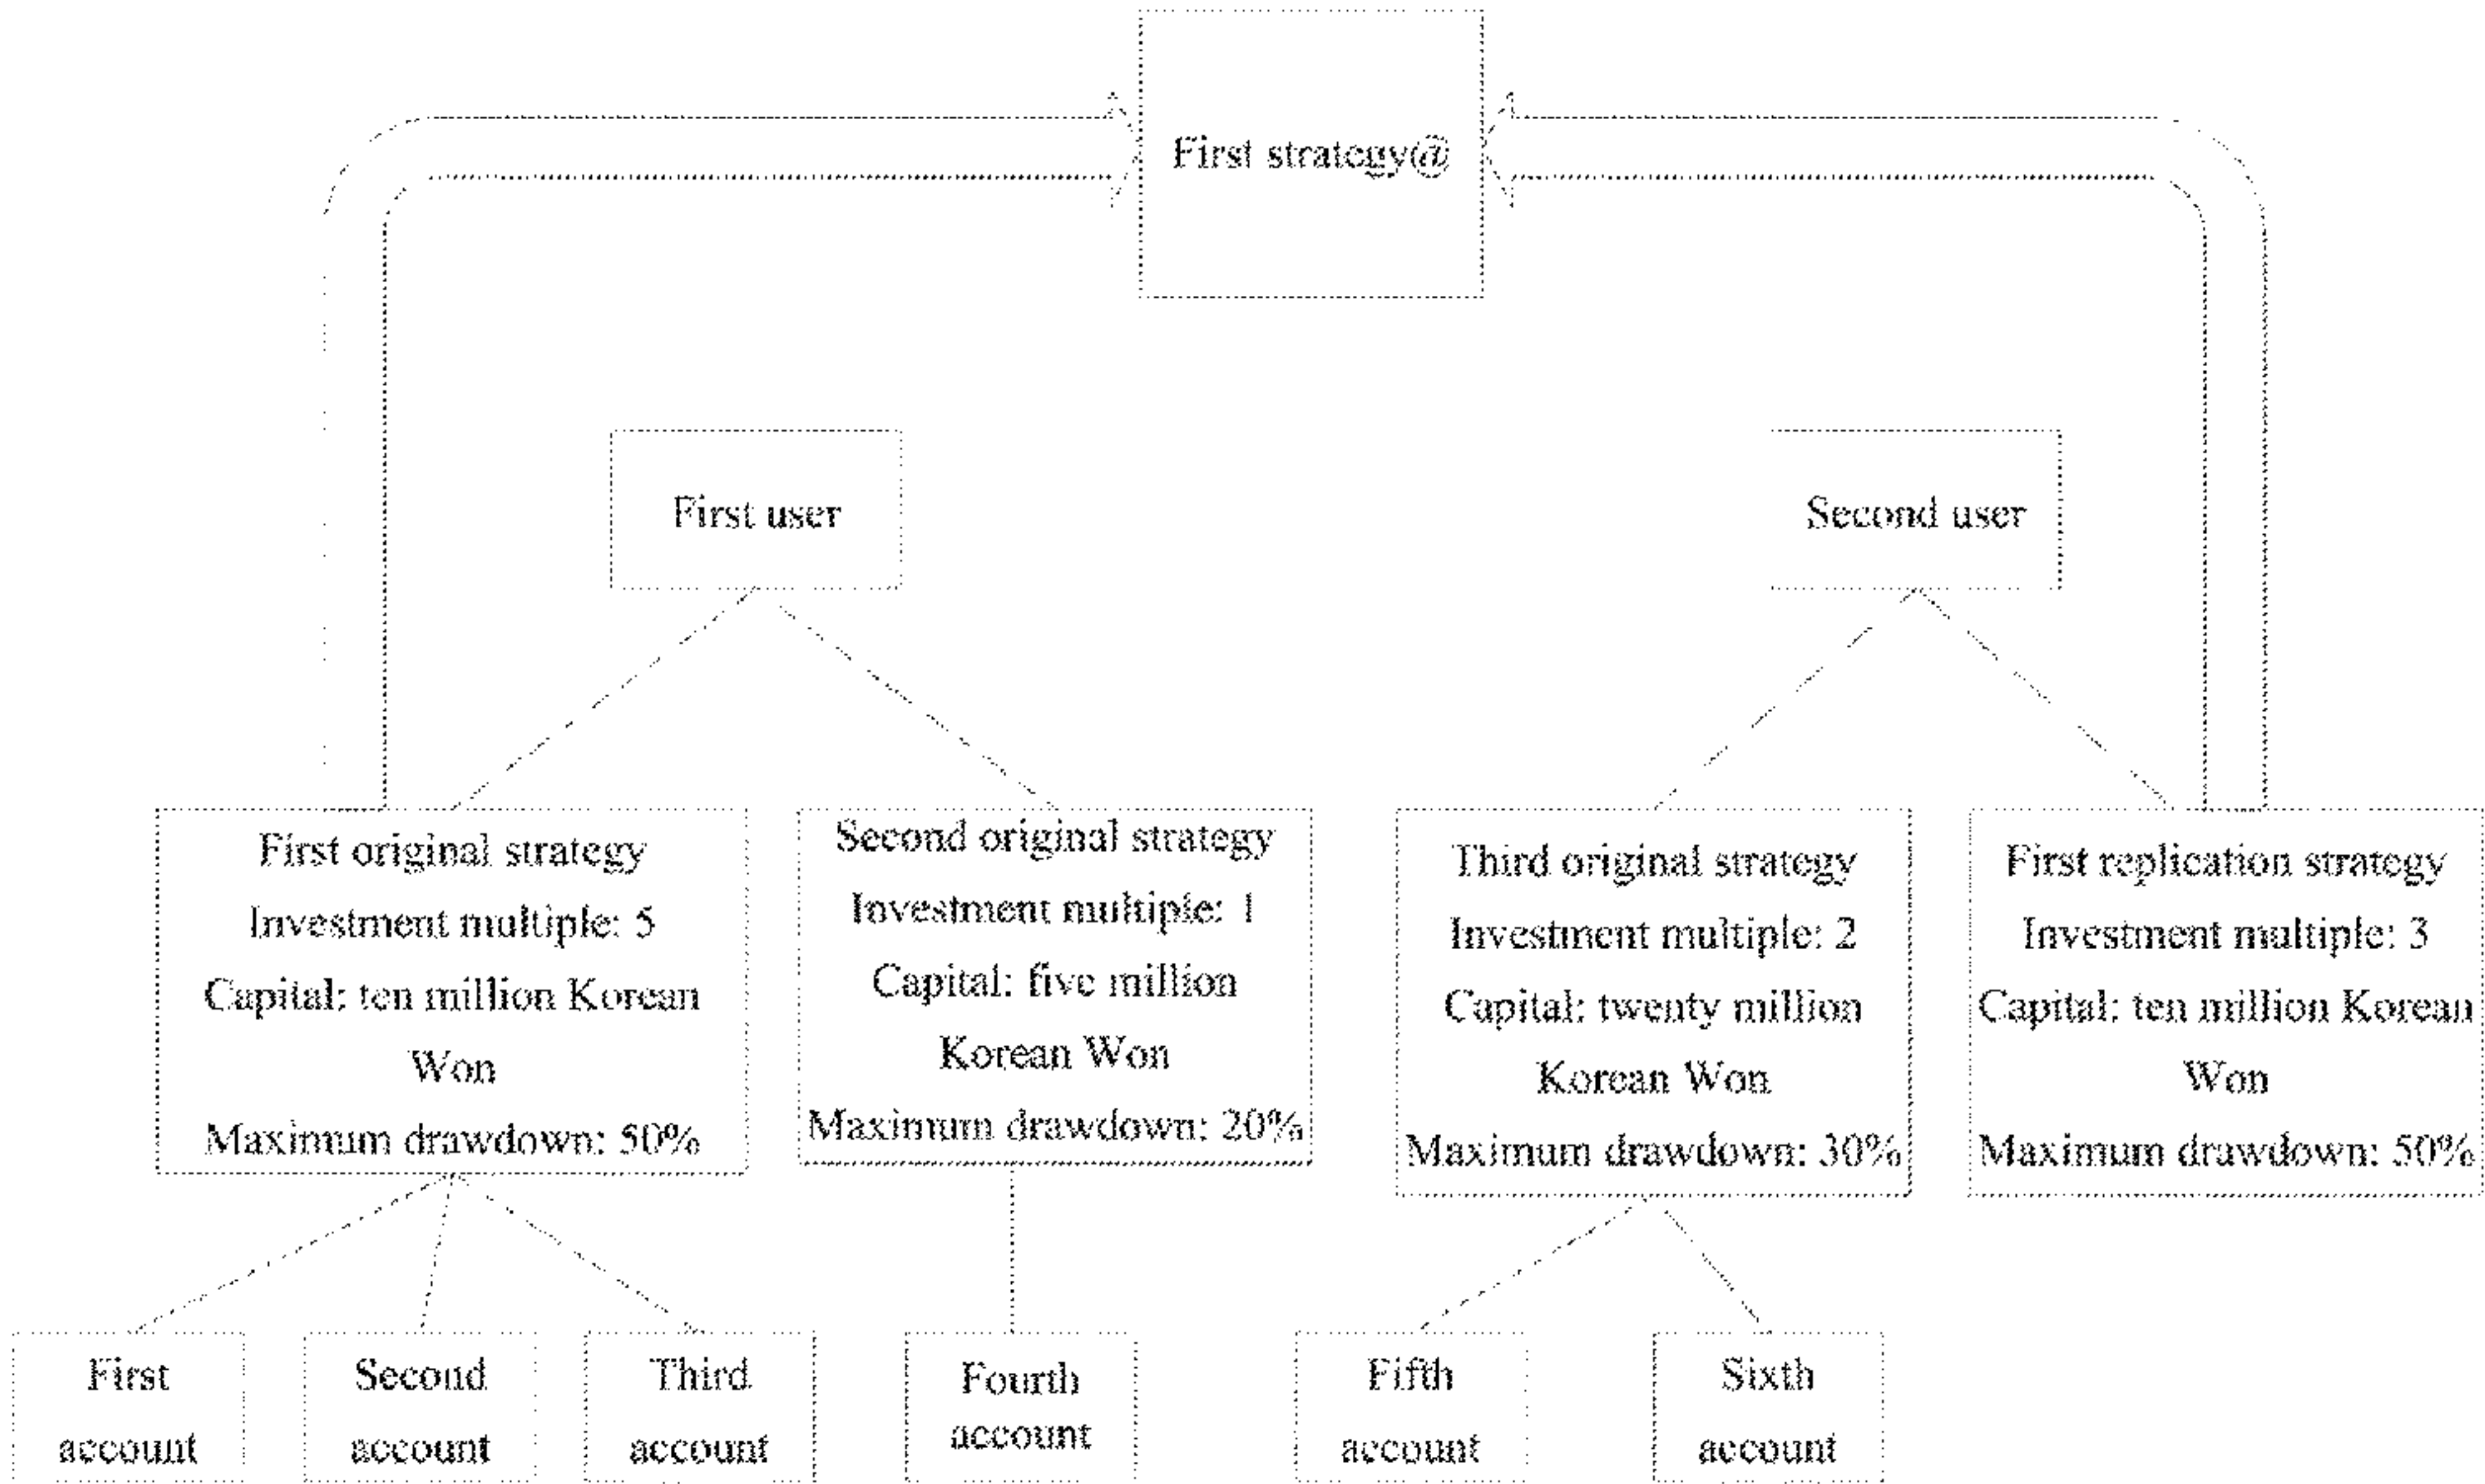 First strategy@
First user
Second user
First original strategy
Investment multiple: 5
Capital: ten million Korean
Won
Maximum drawdown: 50%
Second original strategy
Investment multiple: 1
Capital: five million
Korean Won
Maximum drawdown: 20%
Third original strategy
Investment multiple: 2
Capital: twenty million
Korean Won
Maximum drawdown: 30%
First replication strategy
Investment multiple: 3
Capital: ten million Korean
Won
Maximum drawdown: 50%
First
account
Second
account
Third
account
Fourth
account
Fifth
account
Sixth
account